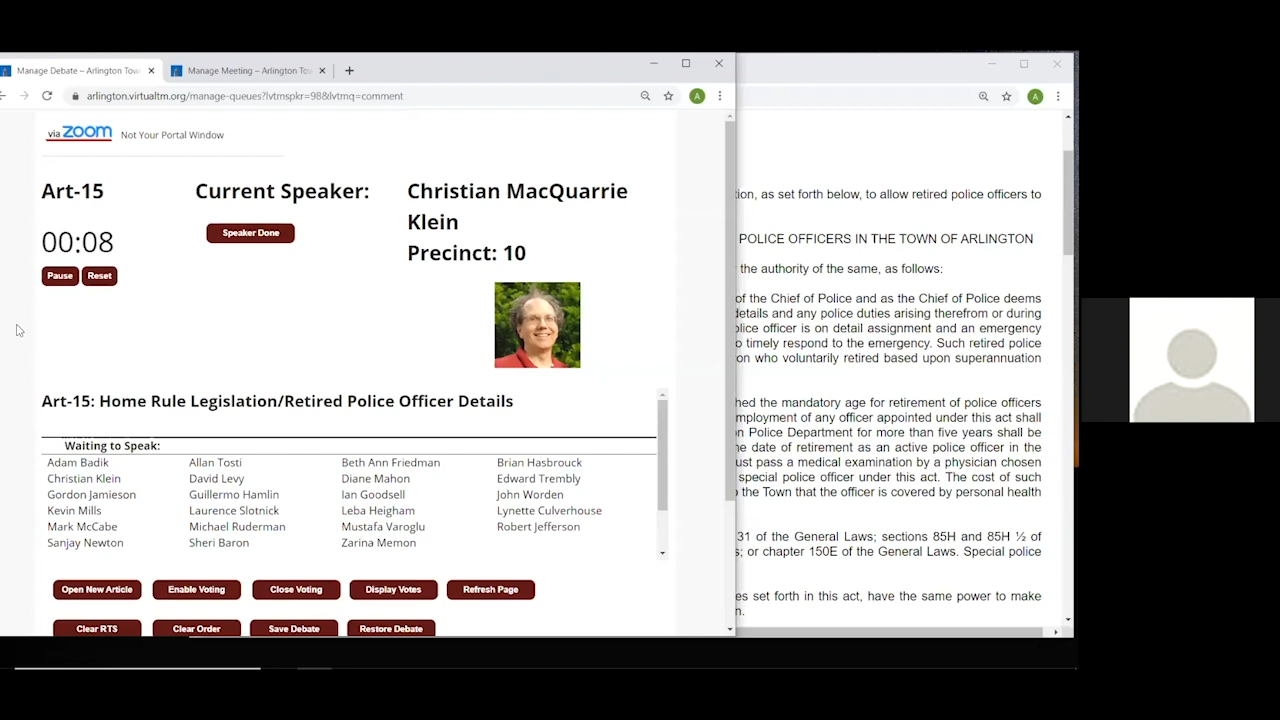 Manage Debate – Arlington Tow
Manage Meeting – Arlington To
arlington.virtualtm.org/manage-queues?lvtmspkr=98&lvtmq=comment
A
A
via zoom Not Your Portal Window
Art-15
Current Speaker:
Christian MacQuarrie
Klein
Precinct: 10
Speaker Done
00:08
Pause
Reset
Art-15: Home Rule Legislation/Retired Police Officer Details
Waiting to Speak:
Adam Badik Allan Tosti Beth Ann Friedman Brian Hasbrouck
Christian Klein David Levy Diane Mahon Edward Trembly
Gordon Jamieson Guillermo Hamlin Ian Goodsell John Worden
Kevin Mills Laurence Slotnick Leba Heigham Lynette Culverhouse
Mark McCabe Michael Ruderman Mustafa Varoglu Robert Jefferson
Sanjay Newton Sheri Baron Zarina Memon
Open New Article Enable Voting Close Voting Display Votes Refresh Page
Clear RTS Clear Order Save Debate Restore Debate
tion, as set forth below, to allow retired police officers to
POLICE OFFICERS IN THE TOWN OF ARLINGTON
the authority of the same, as follows:
of the Chief of Police and as the Chief of Police deems
details and any police duties arising therefrom or during
olice officer is on detail assignment and an emergency
o timely respond to the emergency. Such retired police
on who voluntarily retired based upon superannuation
hed the mandatory age for retirement of police officers
mployment of any officer appointed under this act shall
n Police Department for more than five years shall be
he date of retirement as an active police officer in the
ust pass a medical examination by a physician chosen
special police officer under this act. The cost of such
o the Town that the officer is covered by personal health
31 of the General Laws; sections 85H and 85H ½ of
s; or chapter 150E of the General Laws. Special police
es set forth in this act, have the same power to make
n.